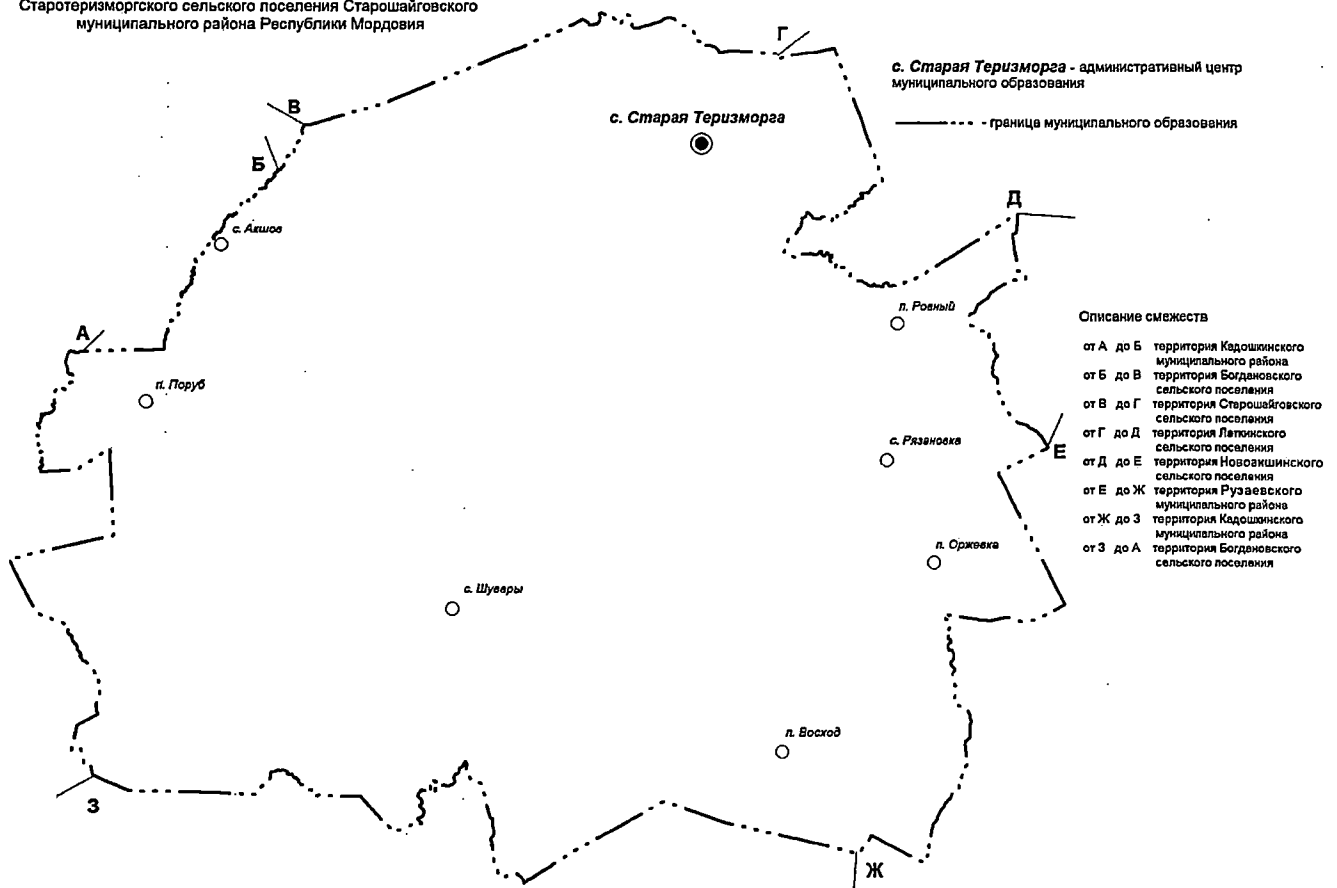 Старотеризморгского сельского поселения Старошайговского
муниципального района Республики Мордовия
Г
с. Старая Теризморга - административный центр
муниципального образования
В
с. Старая Теризморга
граница муниципального образования
Б
Д
с. Акшов
п. Ровный
Описание смежеств
А
от А до Б территория Кадошкинского
муниципального района
от Б до В территория Богдановского
сельского поселения
от В до Г территория Старошайговского
сельского поселения
от Г до Д территория Леткинского
сельского поселения
от Д до Е территория Новоакшинского
сельского поселения
от Е до Ж территория Рузаевского
муниципального района
от Ж до З территория Кадошкинского
муниципального района
от З до А территория Богдановского
сельского поселения
п. Поруб
с. Рязановка
Е
п. Оржевка
с. Шувары
п. Восход
З
Ж